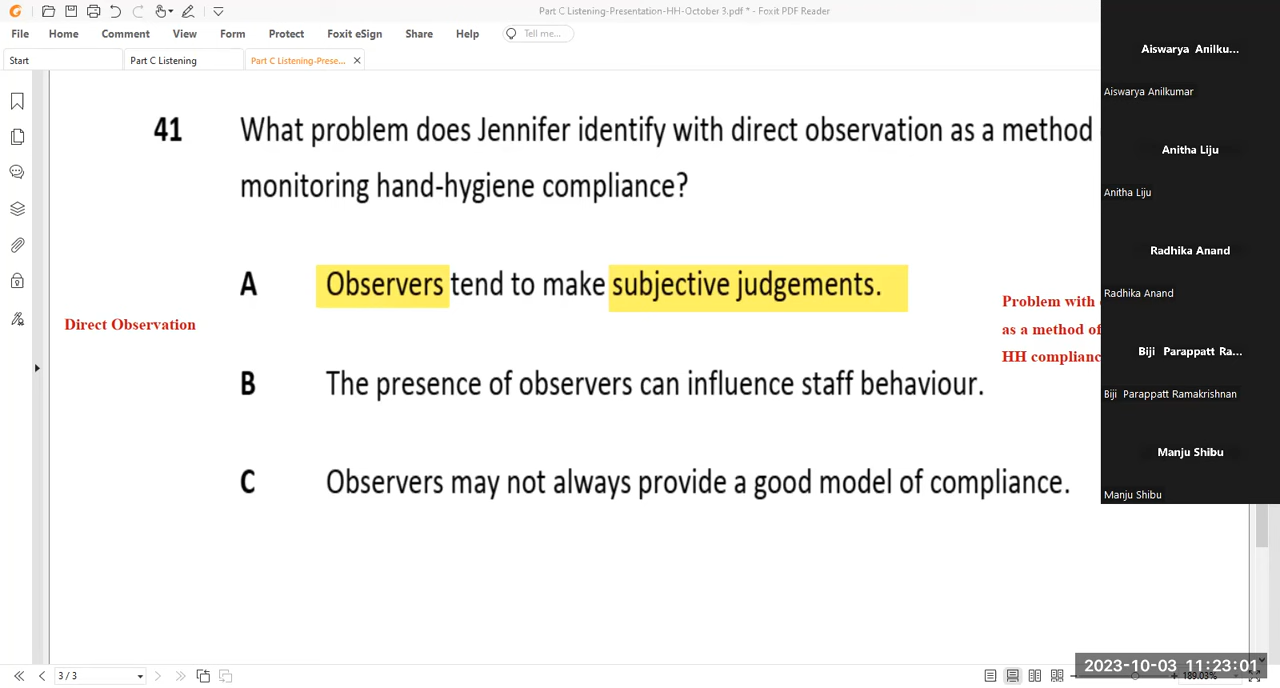 Part C Listening-Presentation-HH-October 3.pdf * - Foxit PDF Reader
File Home Comment View Form Protect Foxit eSign Share Help Tell me...
Start Part C Listening Part C Listening-Prese...
41 What problem does Jennifer identify with direct observation as a method
monitoring hand-hygiene compliance?
A Observers tend to make subjective judgements.
Direct Observation
Problem with
as a method of
HH complianc
B The presence of observers can influence staff behaviour.
C Observers may not always provide a good model of compliance.
Aiswarya Anilku...
Aiswarya Anilkumar
Anitha Liju
Anitha Liju
Radhika Anand
Radhika Anand
Biji Parappatt Ra...
Biji Parappatt Ramakrishnan
Manju Shibu
Manju Shibu
3 / 3
2023-10-03 11:23:01
189.03%